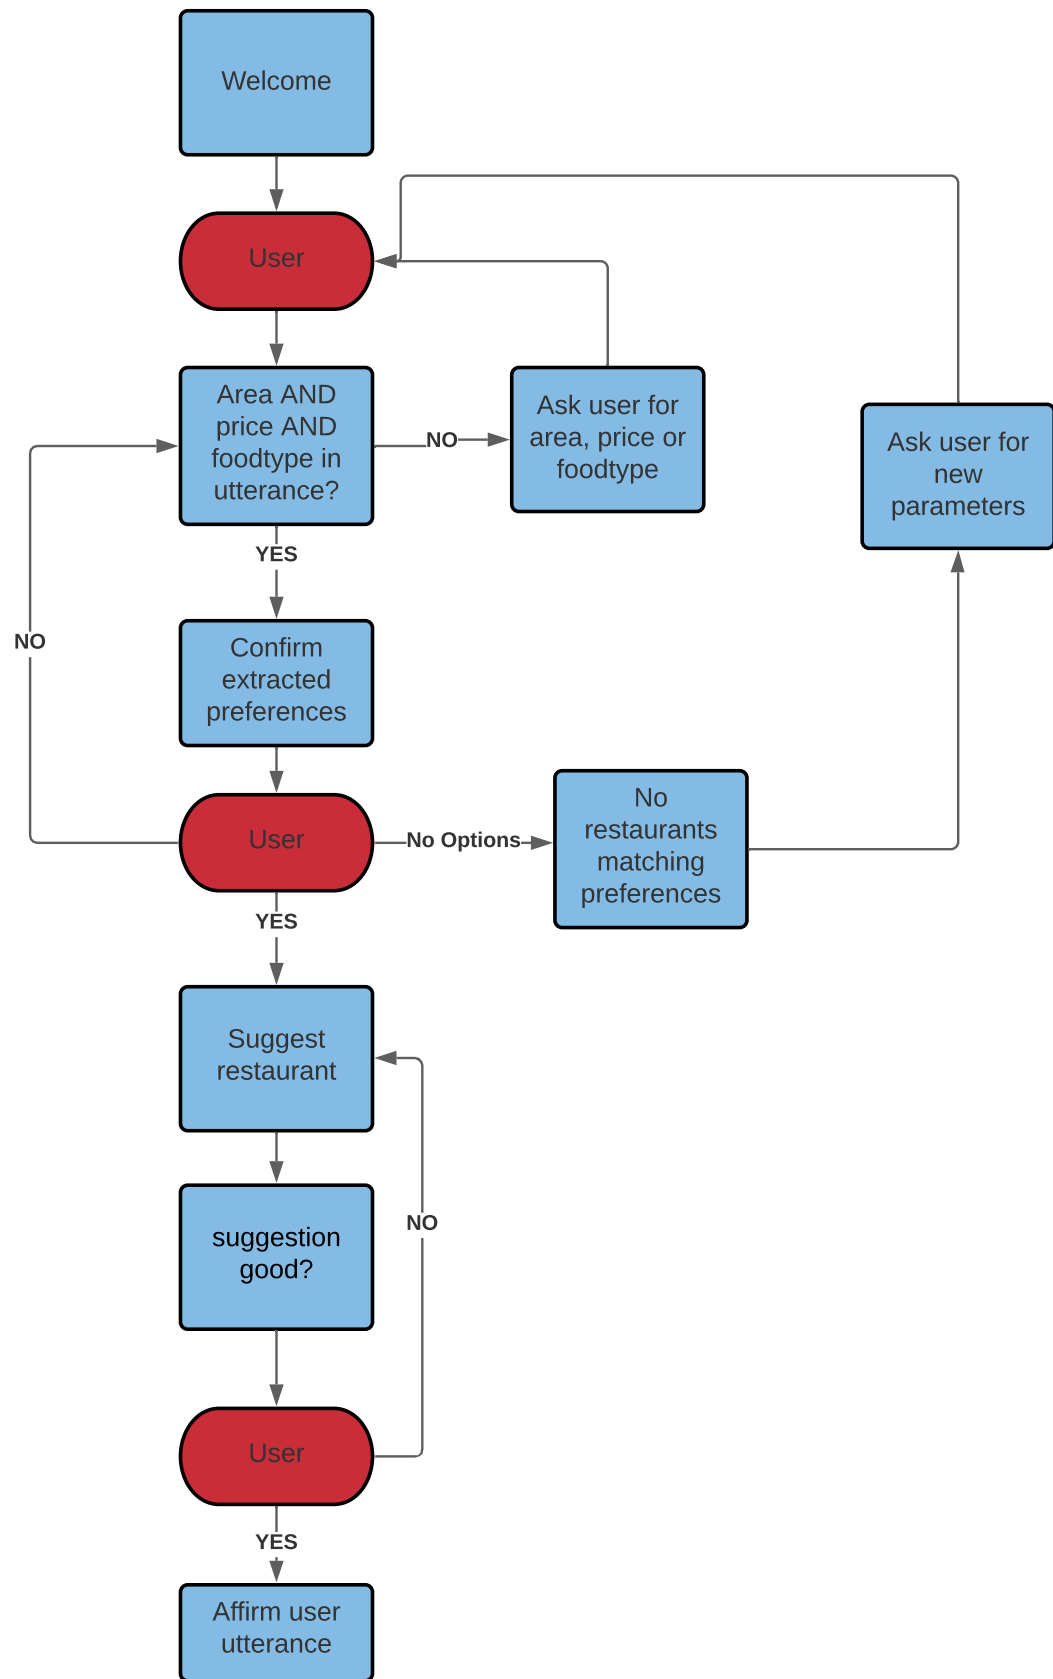 Welcome
User
Area AND
price AND
foodtype in
utterance?
NO
Ask user for
area, price or
foodtype
Ask user for
new
parameters
YES
NO
Confirm
extracted
preferences
User
No Options
No
restaurants
matching
preferences
YES
Suggest
restaurant
NO
suggestion
good?
User
YES
Affirm user
utterance